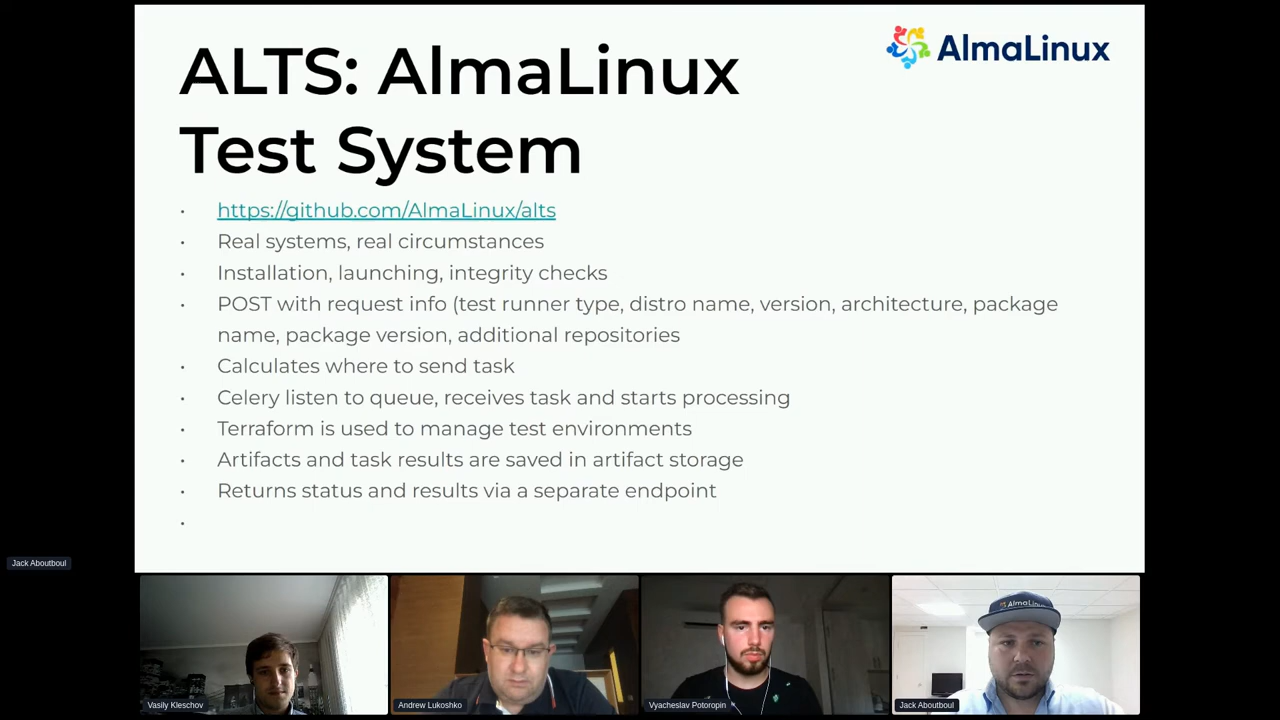 ALTS: AlmaLinux
Test System
AlmaLinux
https://github.com/AlmaLinux/alts
Real systems, real circumstances
Installation, launching, integrity checks
POST with request info (test runner type, distro name, version, architecture, package
name, package version, additional repositories
Calculates where to send task
Celery listen to queue, receives task and starts processing
Terraform is used to manage test environments
Artifacts and task results are saved in artifact storage
Returns status and results via a separate endpoint
Jack Aboutboul
AlmaLinux
Vasily Kleschov
Andrew Lukoshko
Vyacheslav Potoropin
Jack Aboutboul